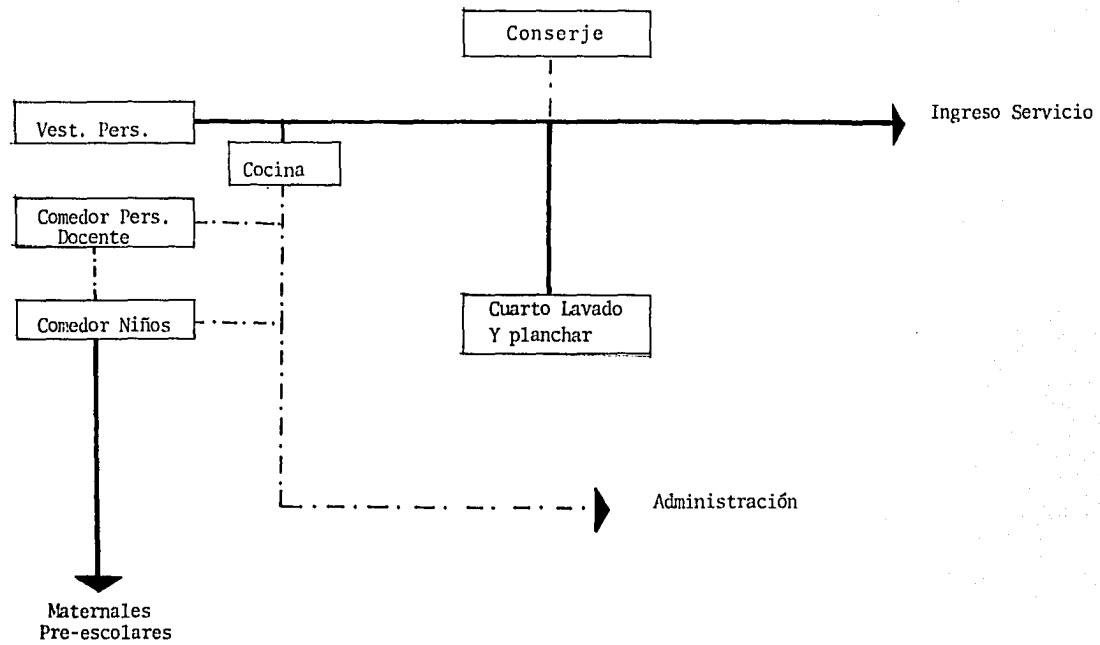 Conserje
Ingreso Servicio
Vest. Pers.
Cocina
Comedor Pers.
Docente
Comedor Niños
Cuarto Lavado
Y planchar
Administración
Maternales
Pre-escolares